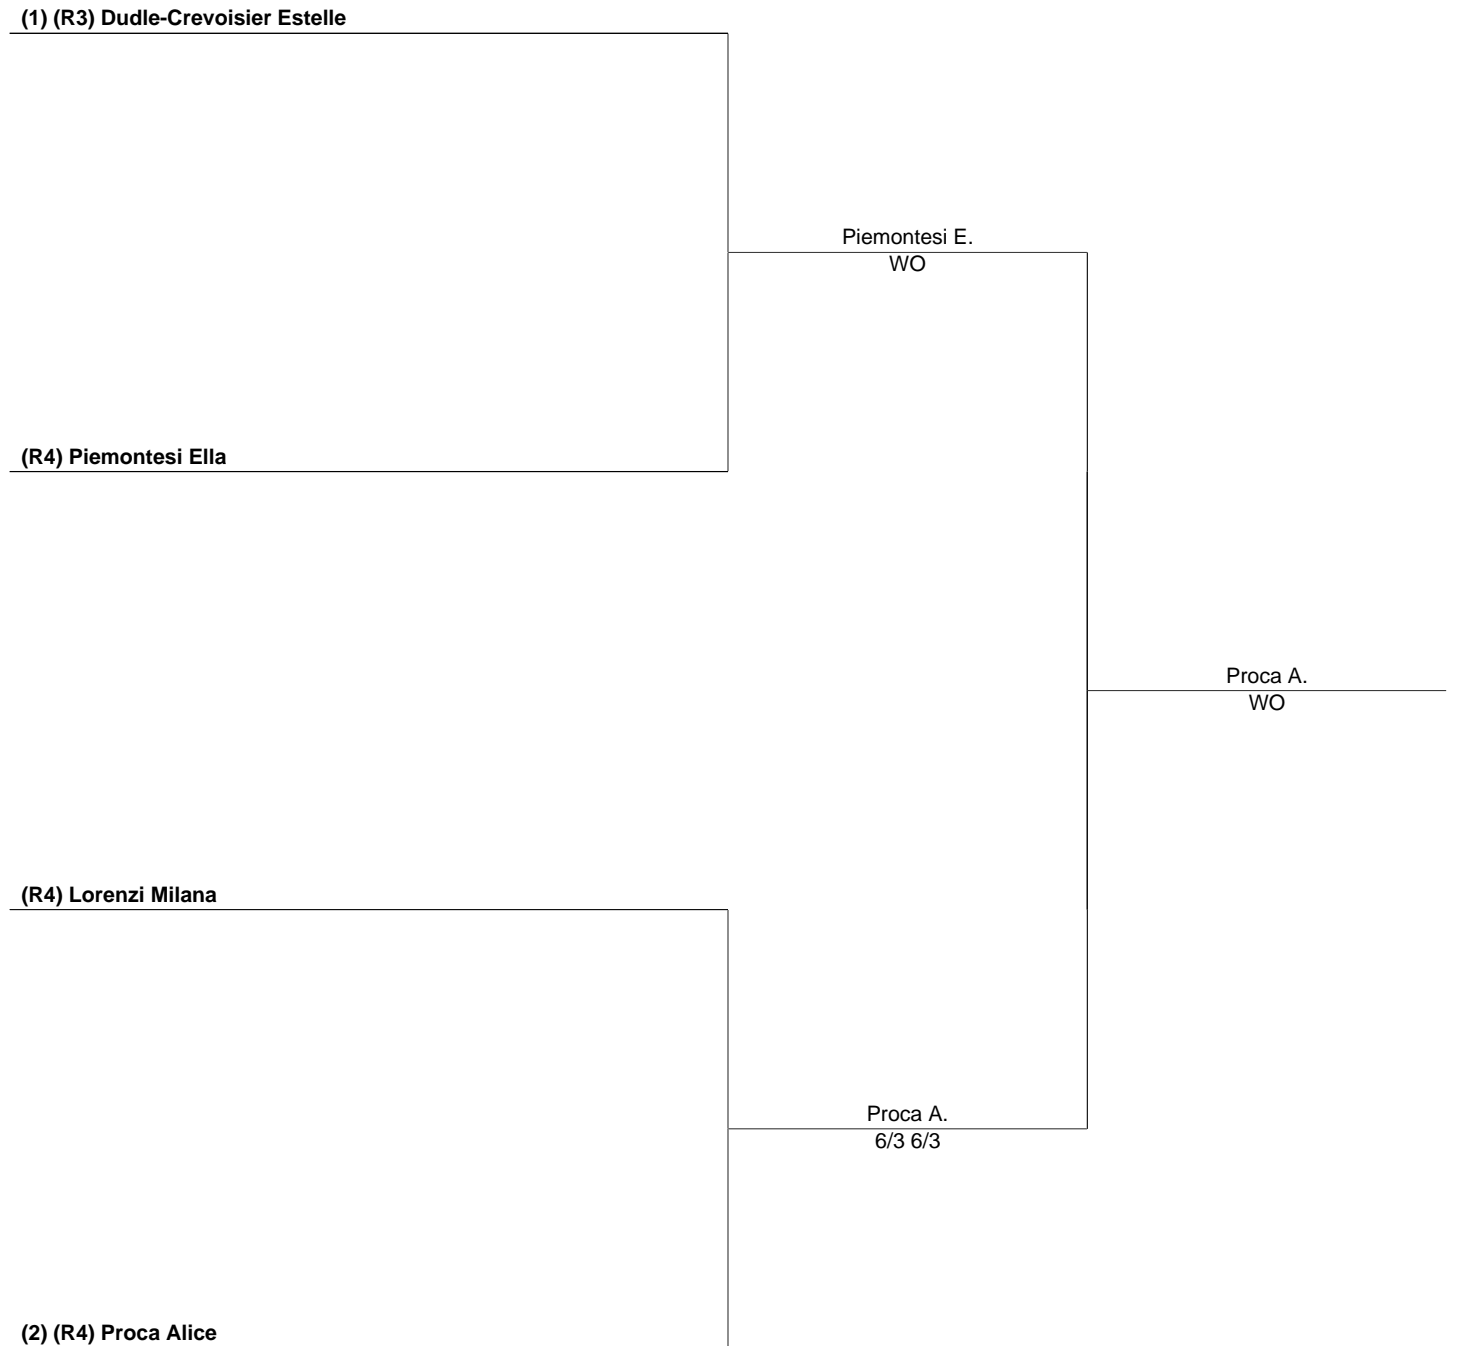 (1) (R3) Dudle-Crevoisier Estelle
Piemontesi E.
WO
(R4) Piemontesi Ella
Proca A.
WO
(R4) Lorenzi Milana
Proca A.
6/3 6/3
(2) (R4) Proca Alice